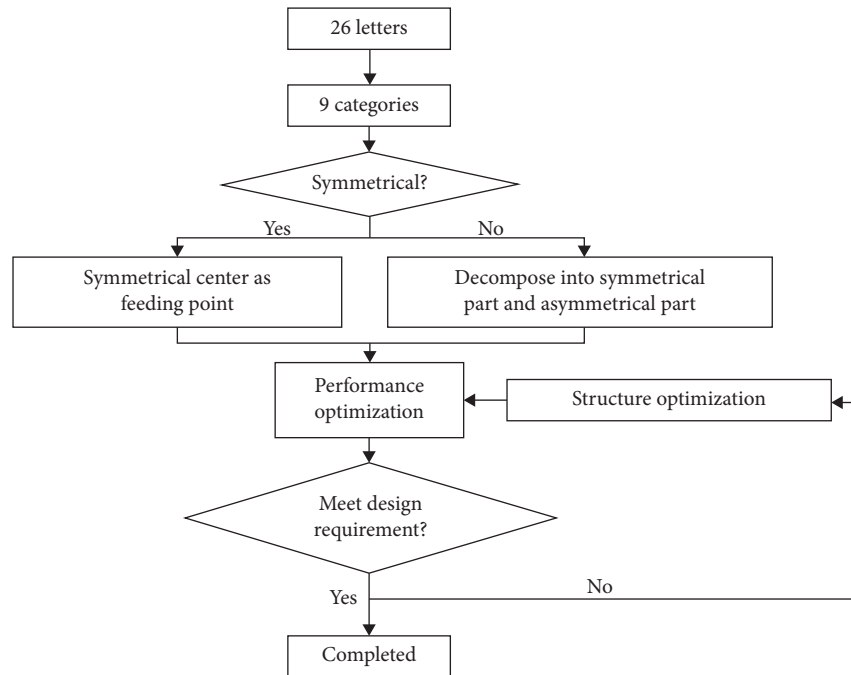 26 letters
9 categories
Symmetrical?
Yes
No
Symmetrical center as
feeding point
Decompose into symmetrical
part and asymmetrical part
Performance
optimization
Structure optimization
Meet design
requirement?
Yes
No
Completed